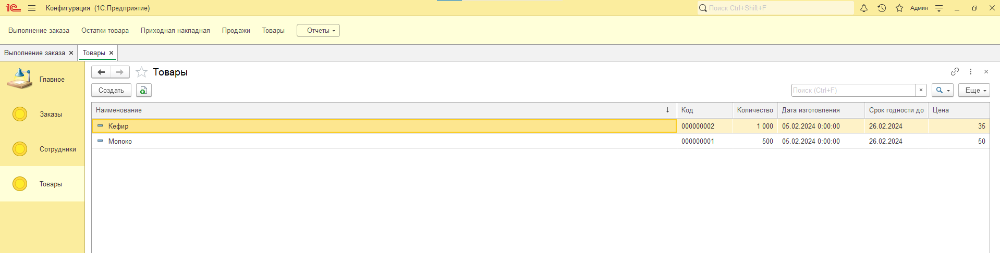 1С Конфигурация (1С:Предприятие) Поиск Ctrl+Shift+F Админ
Выполнение заказа Остатки товара Приходная накладная Продажи Товары Отчеты
Выполнение заказа Товары
Главное
Заказы
Сотрудники
Товары
Товары
Создать Поиск (Ctrl+F) Еще
Наименование Код Количество Дата изготовления Срок годности до Цена
Кефир 000000002 1 000 05.02.2024 0:00:00 26.02.2024 35
Молоко 000000001 500 05.02.2024 0:00:00 26.02.2024 50